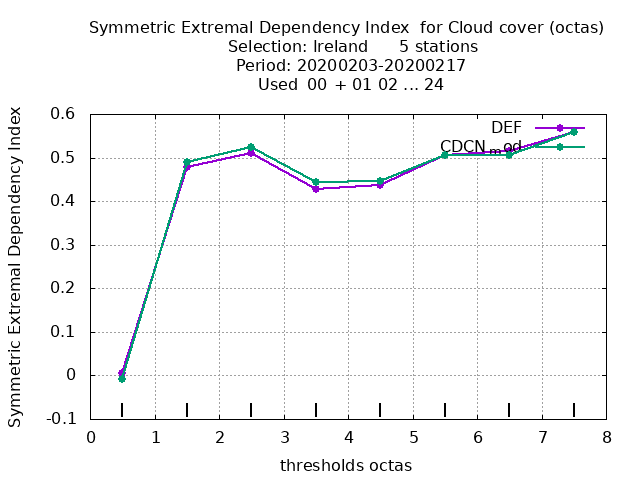 Symmetric Extremal Dependency Index  for Cloud cover (octas)
Selection: Ireland      5 stations
Period: 20200203-20200217
Used  00  + 01 02 ... 24
Symmetric Extremal Dependency Index
0.6
0.5
0.4
0.3
0.2
0.1
0
-0.1
DEF
CDCN_mod
0 1 2 3 4 5 6 7 8
thresholds octas